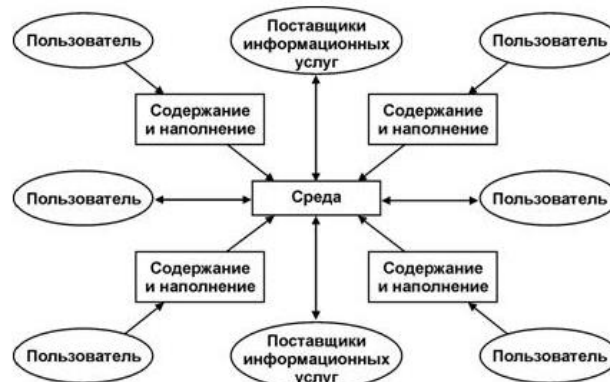 Пользователь
Поставщики
информационных
услуг
Пользователь
Содержание
и наполнение
Содержание
и наполнение
Пользователь
Среда
Пользователь
Содержание
и наполнение
Содержание
и наполнение
Пользователь
Поставщики
информационных
услуг
Пользователь